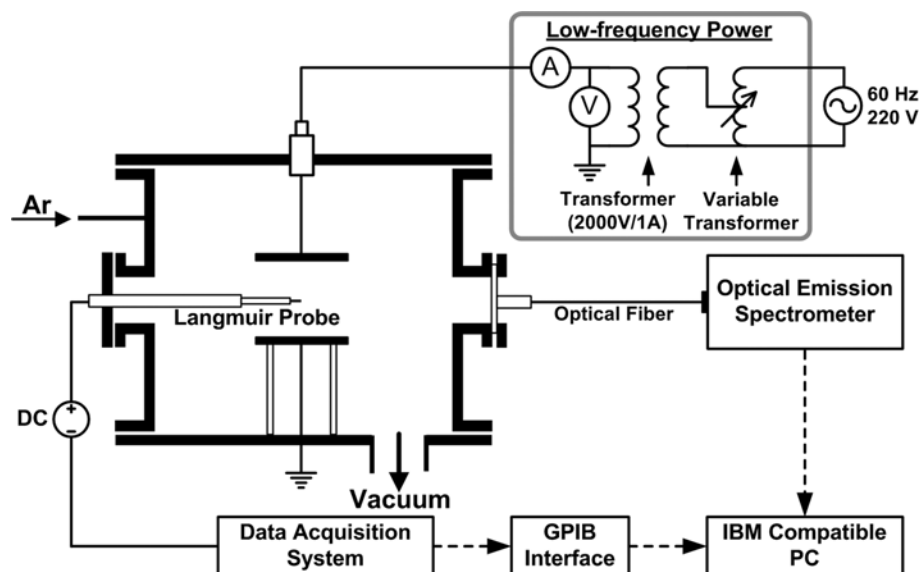 Low-frequency Power
A
V
60 Hz
220 V
Transformer
(2000V/1A)
Variable
Transformer
Ar
Langmuir Probe
Optical Fiber
Optical Emission
Spectrometer
DC
+
−
Vacuum
Data Acquisition
System
GPIB
Interface
IBM Compatible
PC